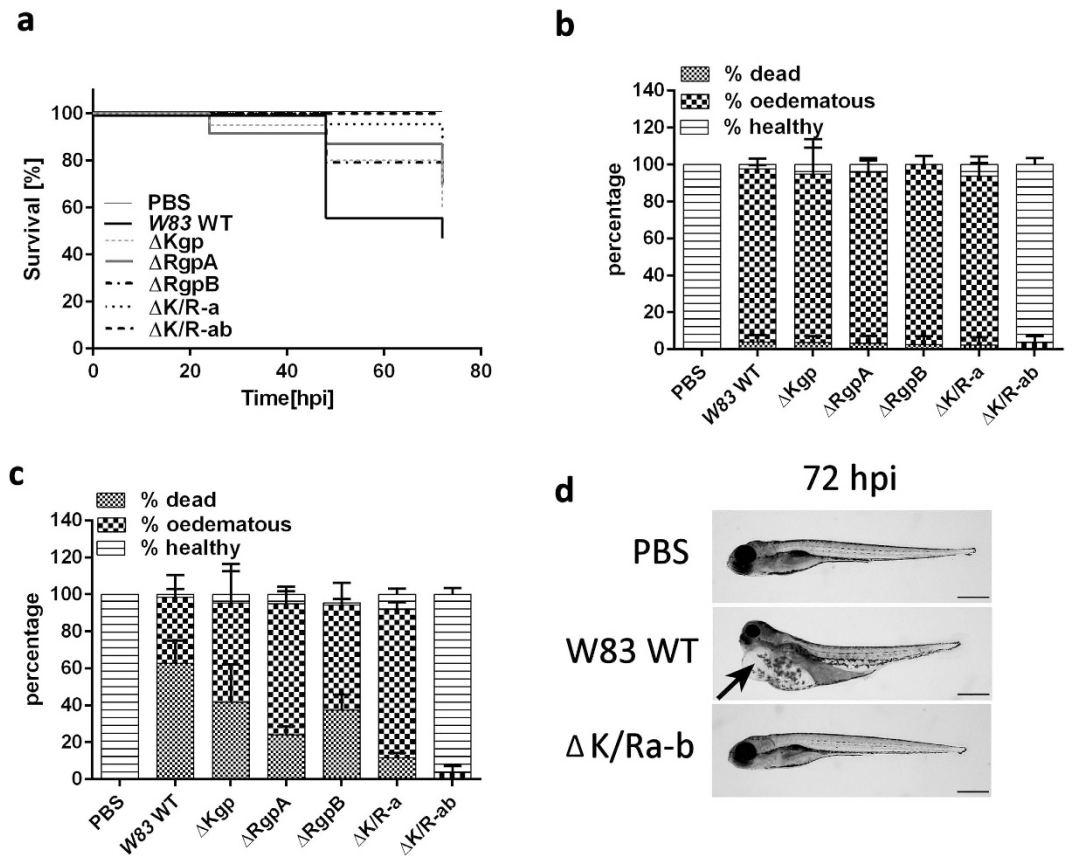 a
100
80
60
40
20
0
Survival [%]
PBS
W83 WT
ΔKgp
ΔRgpA
ΔRgpB
ΔK/R-a
ΔK/R-ab
0 20 40 60 80
Time[hpi]
b
% dead
% oedematous
% healthy
140
120
100
80
60
40
20
0
percentage
PBS
W83 WT
ΔKgp
ΔRgpA
ΔRgpB
ΔK/R-a
ΔK/R-ab
c
% dead
% oedematous
% healthy
140
120
100
80
60
40
20
0
percentage
PBS
W83 WT
ΔKgp
ΔRgpA
ΔRgpB
ΔK/R-a
ΔK/R-ab
d
72 hpi
PBS
W83 WT
Δ K/Ra-b